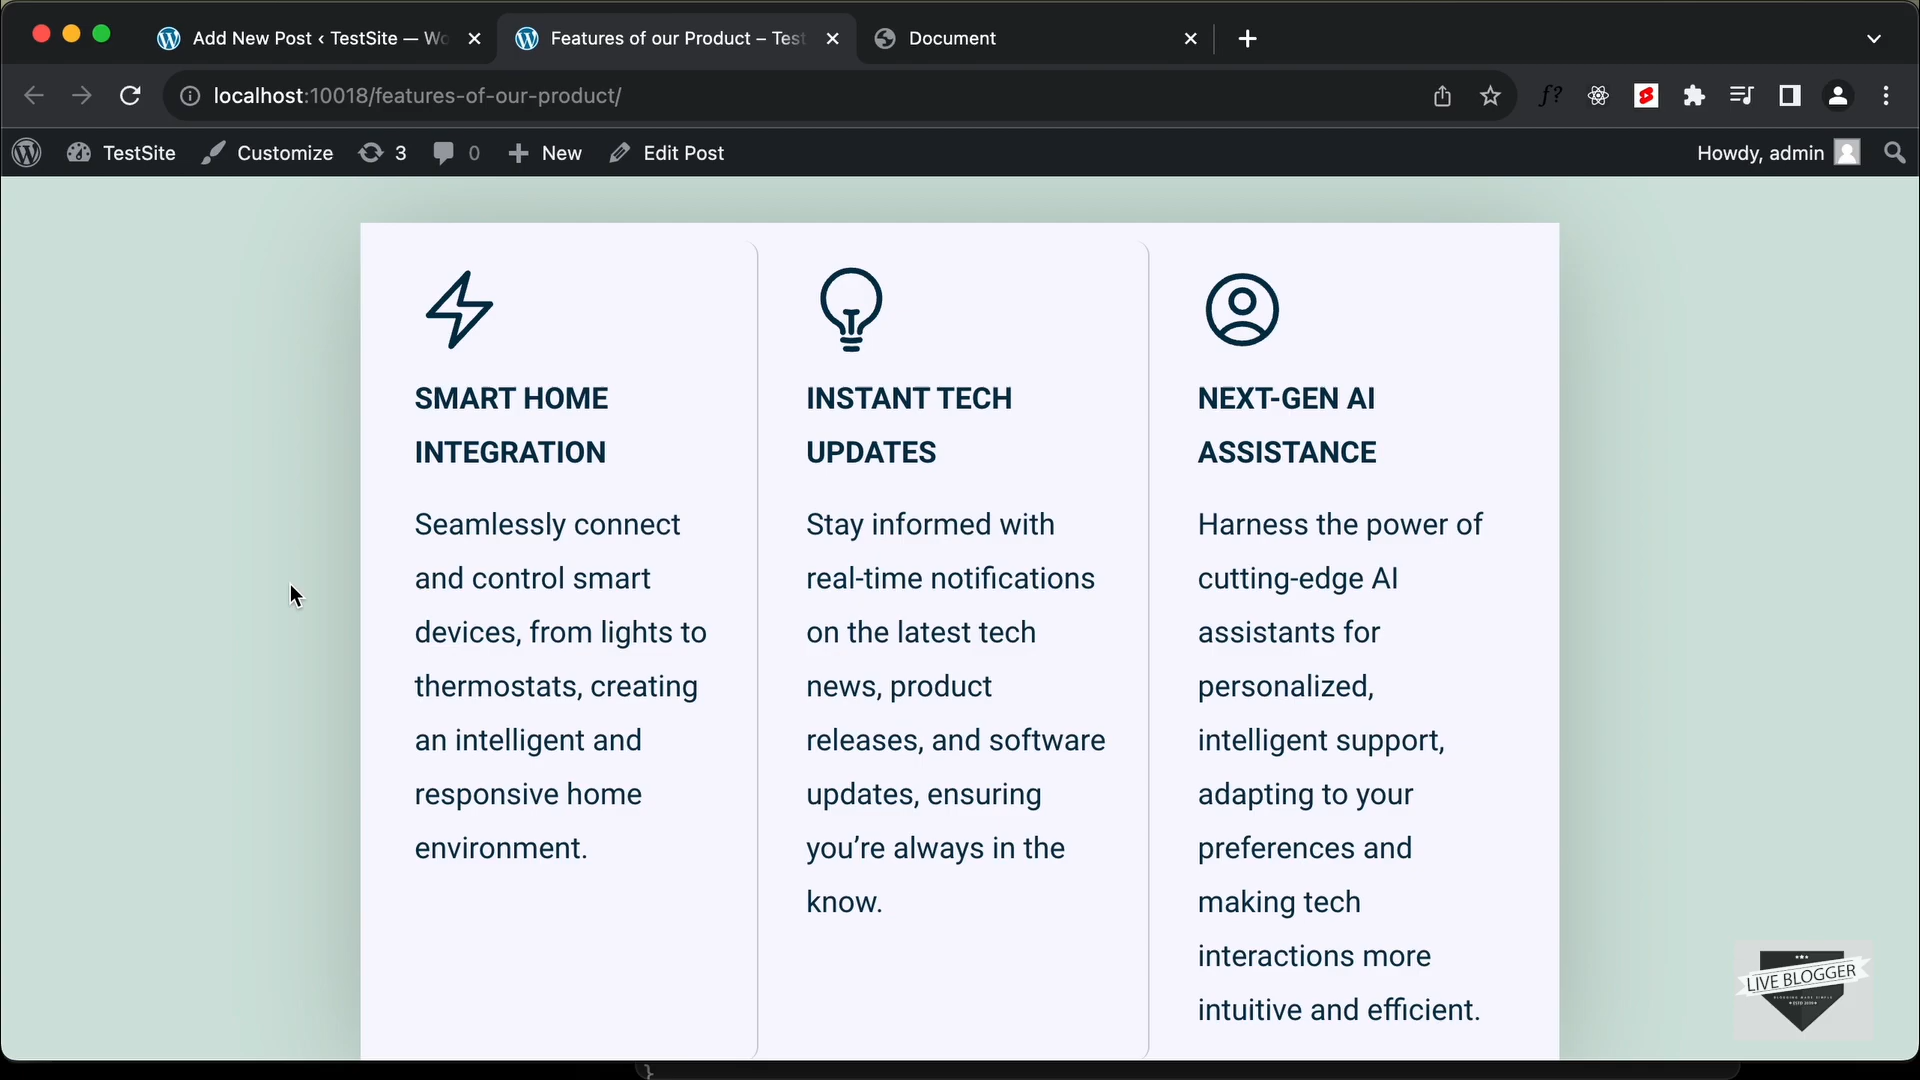 Add New Post ‹ TestSite — Wo
Features of our Product – Test
Document
localhost:10018/features-of-our-product/
f?
TestSite
Customize
3
0
New
Edit Post
Howdy, admin
SMART HOME
INTEGRATION
Seamlessly connect
and control smart
devices, from lights to
thermostats, creating
an intelligent and
responsive home
environment.
INSTANT TECH
UPDATES
Stay informed with
real-time notifications
on the latest tech
news, product
releases, and software
updates, ensuring
you’re always in the
know.
NEXT-GEN AI
ASSISTANCE
Harness the power of
cutting-edge AI
assistants for
personalized,
intelligent support,
adapting to your
preferences and
making tech
interactions more
intuitive and efficient.
LIVE BLOGGER
}